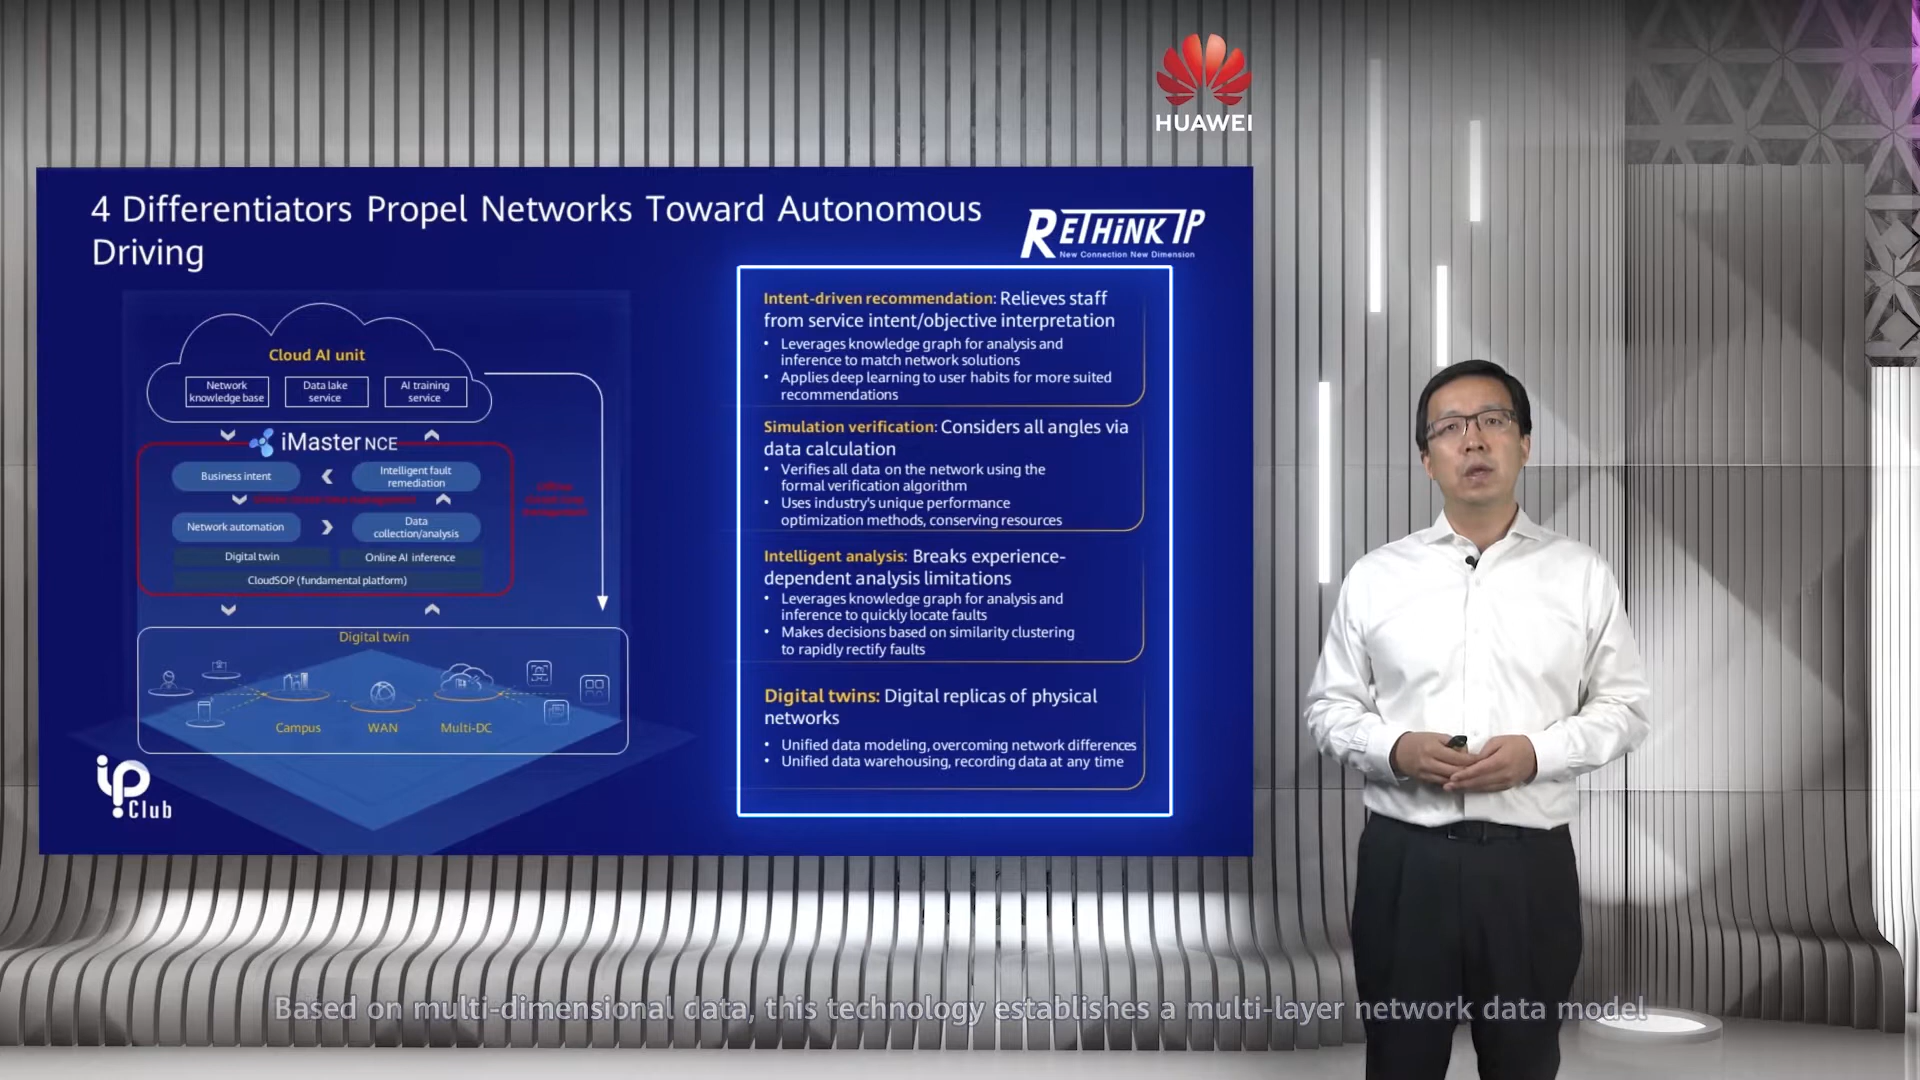 HUAWEI
4 Differentiators Propel Networks Toward Autonomous
Driving
RETHINK IP
New Connection New Dimension
Cloud AI unit
Network
knowledge base
Data lake
service
AI training
service
iMaster NCE
Business intent
Intelligent fault
remediation
Network automation
Data
collection/analysis
Digital twin
Online AI inference
CloudSOP (fundamental platform)
Digital twin
Campus
WAN
Multi-DC
ip Club
Intent-driven recommendation: Relieves staff
from service intent/objective interpretation
• Leverages knowledge graph for analysis and
inference to match network solutions
• Applies deep learning to user habits for more suited
recommendations
Simulation verification: Considers all angles via
data calculation
• Verifies all data on the network using the
formal verification algorithm
• Uses industry's unique performance
optimization methods, conserving resources
Intelligent analysis: Breaks experience-
dependent analysis limitations
• Leverages knowledge graph for analysis and
inference to quickly locate faults
• Makes decisions based on similarity clustering
to rapidly rectify faults
Digital twins: Digital replicas of physical
networks
• Unified data modeling, overcoming network differences
• Unified data warehousing, recording data at any time
Based on multi-dimensional data, this technology establishes a multi-layer network data model